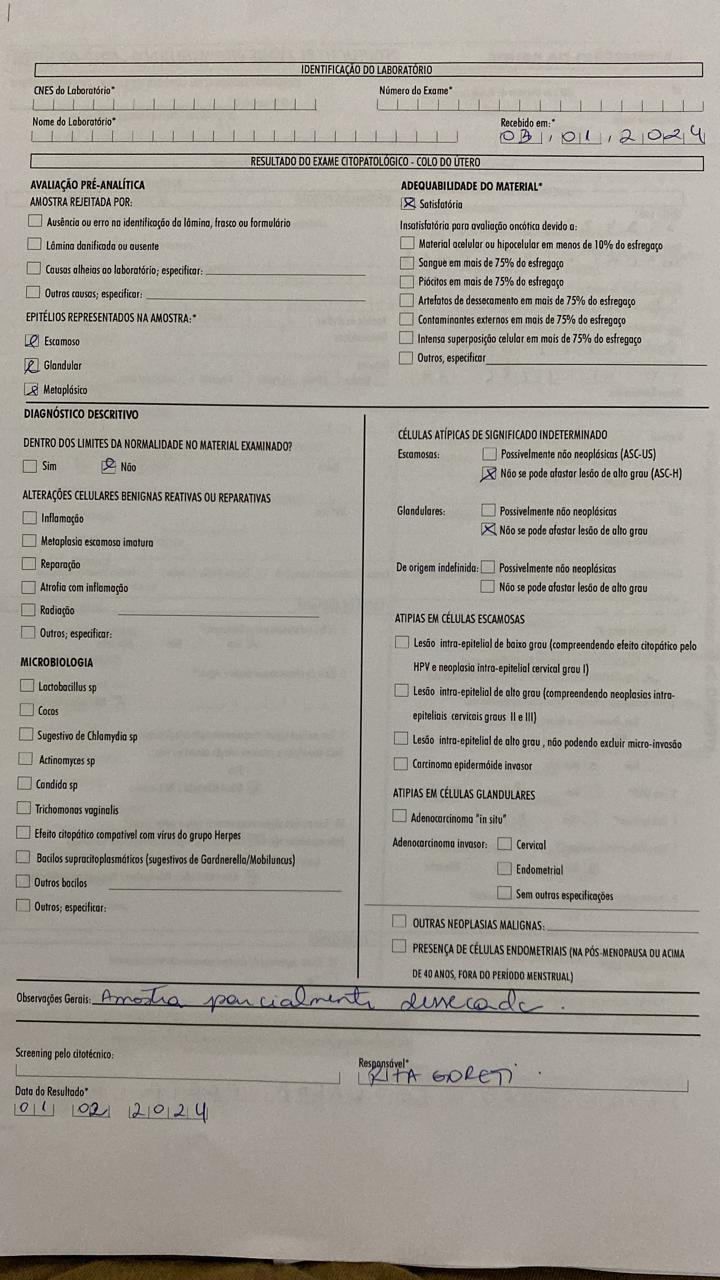 IDENTIFICAÇÃO DO LABORATÓRIO
CNES do Laboratório*
Número do Exame*
Nome do Laboratório*
Recebido em:*
03, 01, 2024
RESULTADO DO EXAME CITOPATOLÓGICO - COLO DO ÚTERO
AVALIAÇÃO PRÉ-ANALÍTICA
AMOSTRA REJEITADA POR:
Ausência ou erro na identificação da lâmina, frasco ou formulário
Lâmina danificada ou ausente
Causas alheias ao laboratório; especificar:
Outras causas; especificar:
EPITÉLIOS REPRESENTADOS NA AMOSTRA:*
Escamoso
Glandular
Metaplásico
ADEQUABILIDADE DO MATERIAL*
Satisfatória
Insatisfatória para avaliação oncótica devido a:
Material acelular ou hipocelular em menos de 10% do esfregaço
Sangue em mais de 75% do esfregaço
Piócitos em mais de 75% do esfregaço
Artefatos de dessecamento em mais de 75% do esfregaço
Contaminantes externos em mais de 75% do esfregaço
Intensa superposição celular em mais de 75% do esfregaço
Outros, especificar
DIAGNÓSTICO DESCRITIVO
DENTRO DOS LIMITES DA NORMALIDADE NO MATERIAL EXAMINADO?
Sim Não
ALTERAÇÕES CELULARES BENIGNAS REATIVAS OU REPARATIVAS
Inflamação
Metaplasia escamosa imatura
Reparação
Atrofia com inflamação
Radiação
Outros; especificar:
MICROBIOLOGIA
Lactobacillus sp
Cocos
Sugestivo de Chlamydia sp
Actinomyces sp
Candida sp
Trichomonas vaginalis
Efeito citopático compatível com vírus do grupo Herpes
Bacilos supracitoplasmáticos (sugestivos de Gardnerella/Mobiluncus)
Outros bacilos
Outros; especificar:
CÉLULAS ATÍPICAS DE SIGNIFICADO INDETERMINADO
Escamosas: Possivelmente não neoplásicas (ASC-US)
Não se pode afastar lesão de alto grau (ASC-H)
Glandulares: Possivelmente não neoplásicas
Não se pode afastar lesão de alto grau
De origem indefinida: Possivelmente não neoplásicas
Não se pode afastar lesão de alto grau
ATIPIAS EM CÉLULAS ESCAMOSAS
Lesão intra-epitelial de baixo grau (compreendendo efeito citopático pelo
HPV e neoplasia intra-epitelial cervical grau I)
Lesão intra-epitelial de alto grau (compreendendo neoplasias intra-
epiteliais cervicais graus II e III)
Lesão intra-epitelial de alto grau , não podendo excluir micro-invasão
Carcinoma epidermóide invasor
ATIPIAS EM CÉLULAS GLANDULARES
Adenocarcinoma "in situ"
Adenocarcinoma invasor: Cervical
Endometrial
Sem outras especificações
OUTRAS NEOPLASIAS MALIGNAS:
PRESENÇA DE CÉLULAS ENDOMETRIAIS (NA PÓS-MENOPAUSA OU ACIMA
DE 40 ANOS, FORA DO PERÍODO MENSTRUAL)
Observações Gerais: Amostra parcialmente dessecada.
Screening pelo citotécnico:
Responsável*
RITA GORETI
Data do Resultado*
01 02 2024